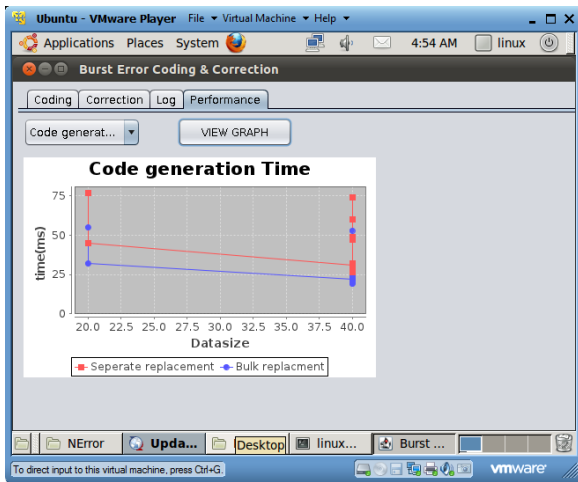 Ubuntu - VMware Player File Virtual Machine Help
Applications Places System 4:54 AM linux
Burst Error Coding & Correction
Coding Correction Log Performance
Code generat... VIEW GRAPH
Code generation Time
75
50
25
0
time(ms)
20.0 22.5 25.0 27.5 30.0 32.5 35.0 37.5 40.0
Datasize
Seperate replacement Bulk replacment
NError Upda... Desktop linux... Burst ...
To direct input to this virtual machine, press Ctrl+G. vmware